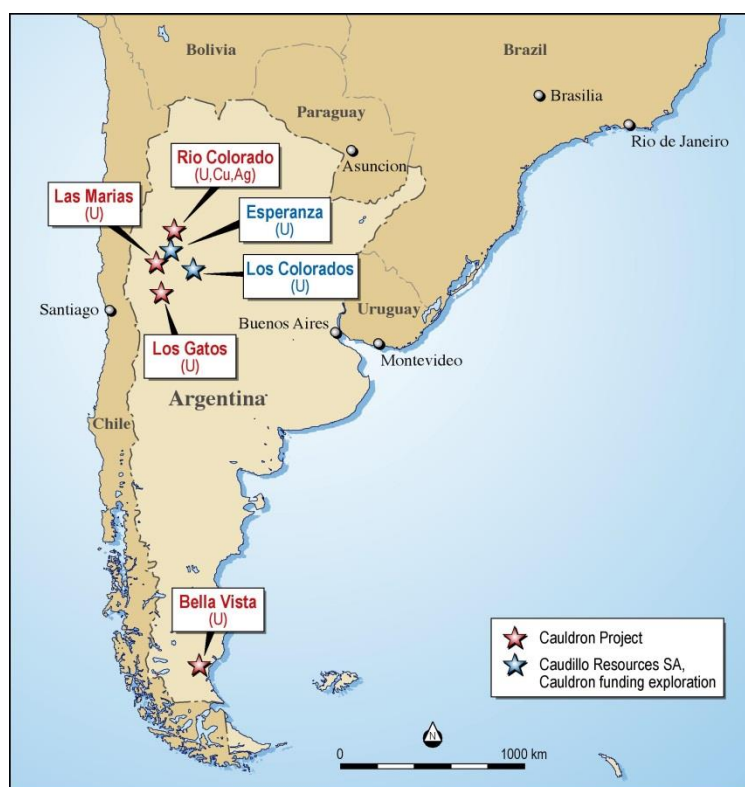 Bolivia
Brazil
Brasilia
Paraguay
Rio de Janeiro
Asuncion
Rio Colorado
(U,Cu,Ag)
Las Marias
(U)
Esperanza
(U)
Los Colorados
(U)
Santiago
Uruguay
Buenos Aires
Los Gatos
(U)
Montevideo
Argentina
Chile
Bella Vista
(U)
Cauldron Project
Caudillo Resources SA,
Cauldron funding exploration
N
0 1000 km